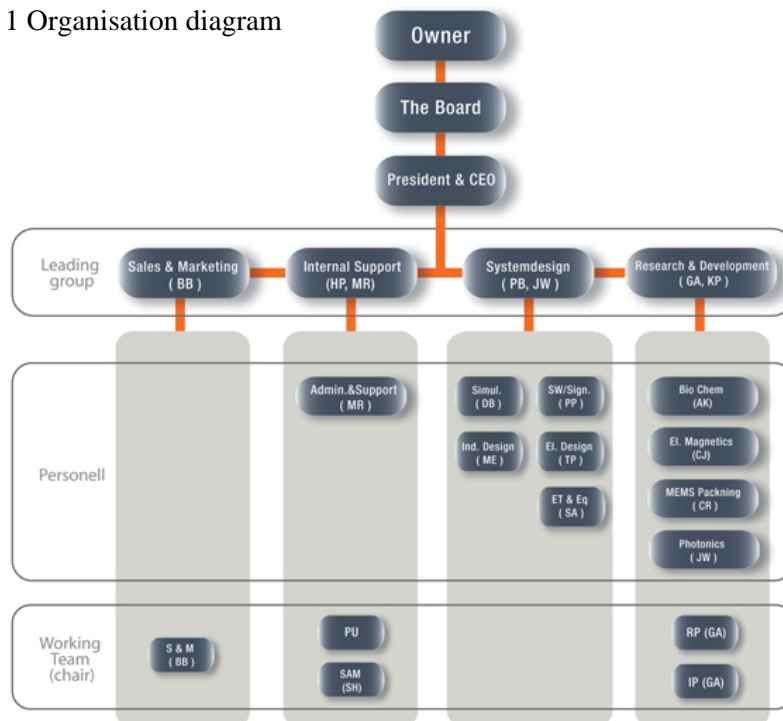 1 Organisation diagram
Owner
The Board
President & CEO
Leading
group
Sales & Marketing
( BB )
Internal Support
(HP, MR)
Systemdesign
( PB, JW )
Research & Development
( GA, KP )
Personell
Admin.&Support
( MR )
Simul.
( DB )
SW/Sign.
( PP )
Bio Chem
(AK)
Ind. Design
( ME )
El. Design
( TP )
El. Magnetics
(CJ)
ET & Eq
( SA )
MEMS Packning
( CR )
Photonics
( JW )
Working
Team
(chair)
S & M
( BB )
PU
SAM
(SH)
RP (GA)
IP (GA)